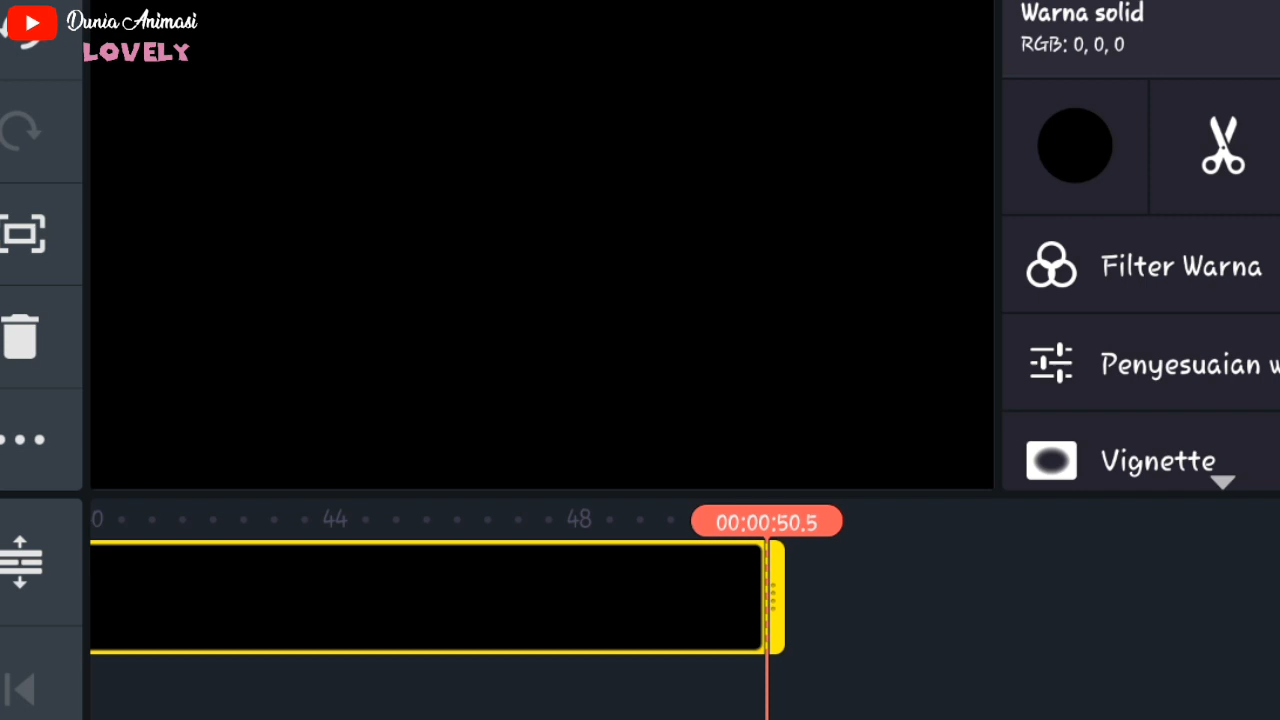 Dunia Animasi
LOVELY
Warna solid
RGB: 0, 0, 0
Filter Warna
Penyesuaian w
Vignette
0
44
48
00:00:50.5